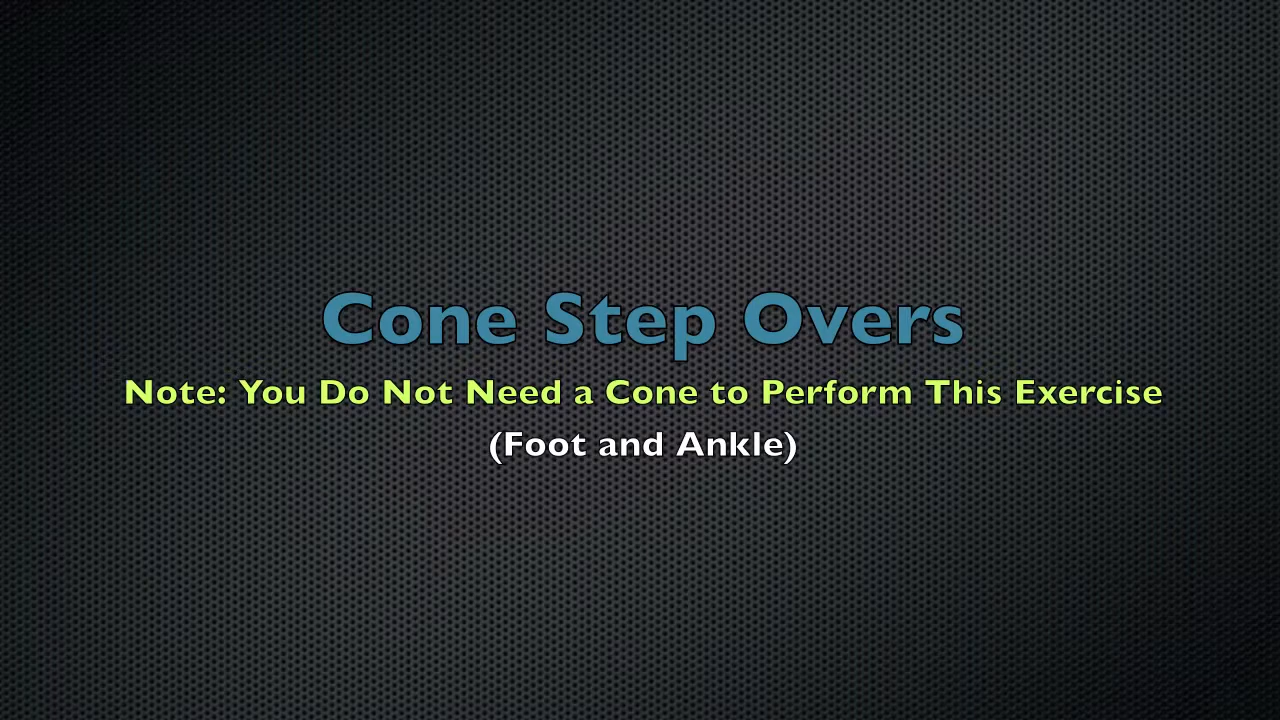 Cone Step Overs
Note: You Do Not Need a Cone to Perform This Exercise
(Foot and Ankle)